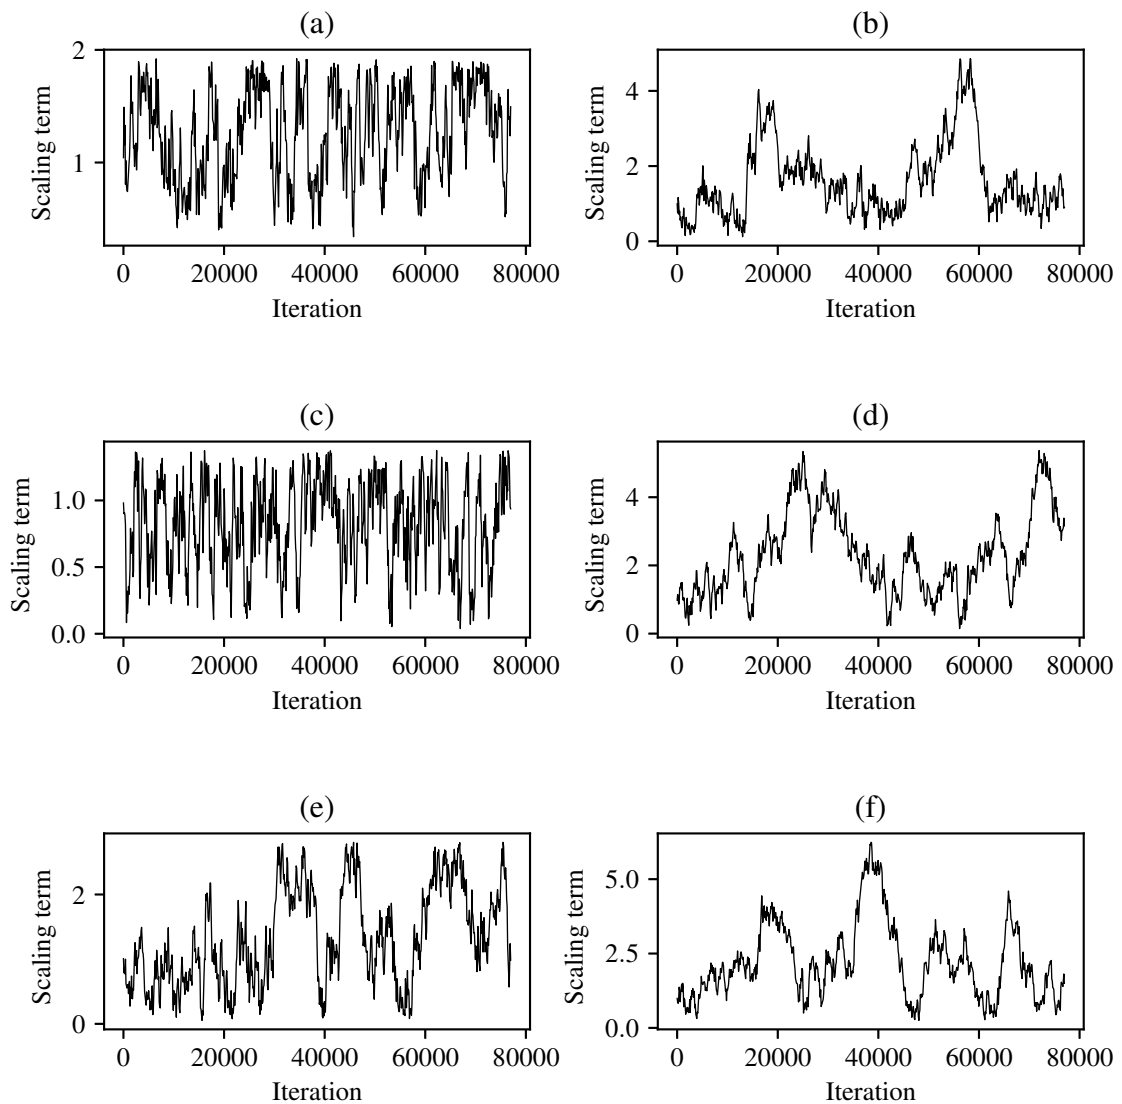 (a)
Scaling term
2
1
0 20000 40000 60000 80000
Iteration
(b)
Scaling term
4
2
0
0 20000 40000 60000 80000
Iteration
(c)
Scaling term
1.0
0.5
0.0
0 20000 40000 60000 80000
Iteration
(d)
Scaling term
4
2
0
0 20000 40000 60000 80000
Iteration
(e)
Scaling term
2
0
0 20000 40000 60000 80000
Iteration
(f)
Scaling term
5.0
2.5
0.0
0 20000 40000 60000 80000
Iteration